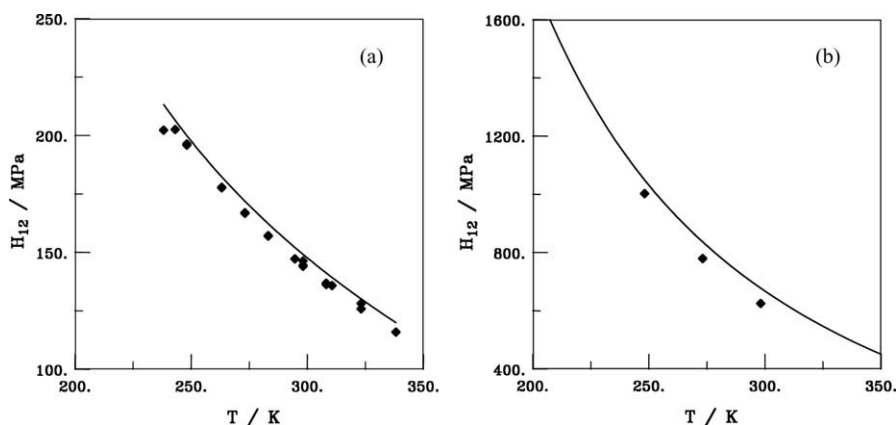 250.
200.
150.
100.
H₁₂ / MPa
(a)
200. 250. 300. 350.
T / K
1600.
1200.
800.
400.
H₁₂ / MPa
(b)
200. 250. 300. 350.
T / K